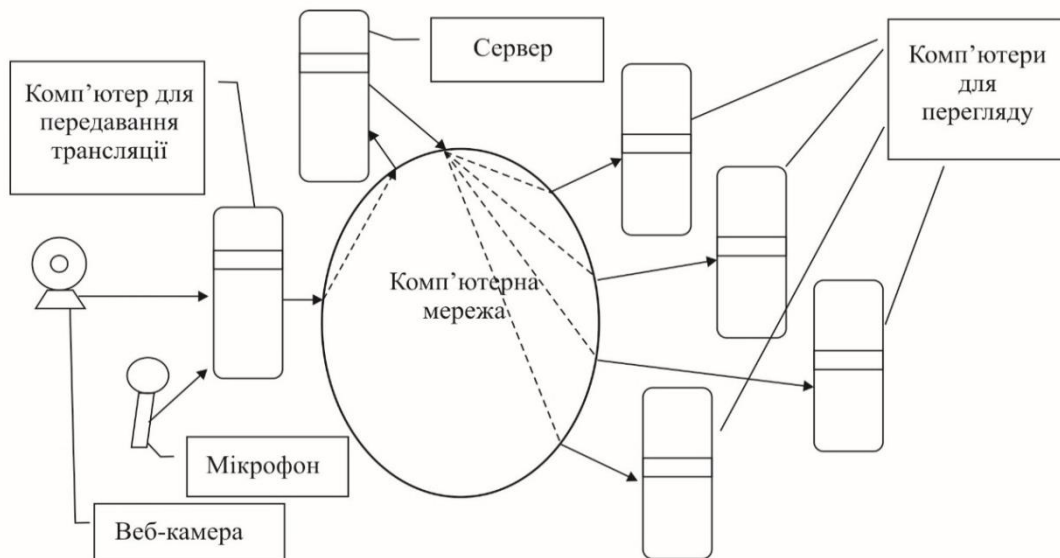 Сервер
Комп’ютери
для
перегляду
Комп’ютер для
передавання
трансляції
Комп’ютерна
мережа
Мікрофон
Веб-камера